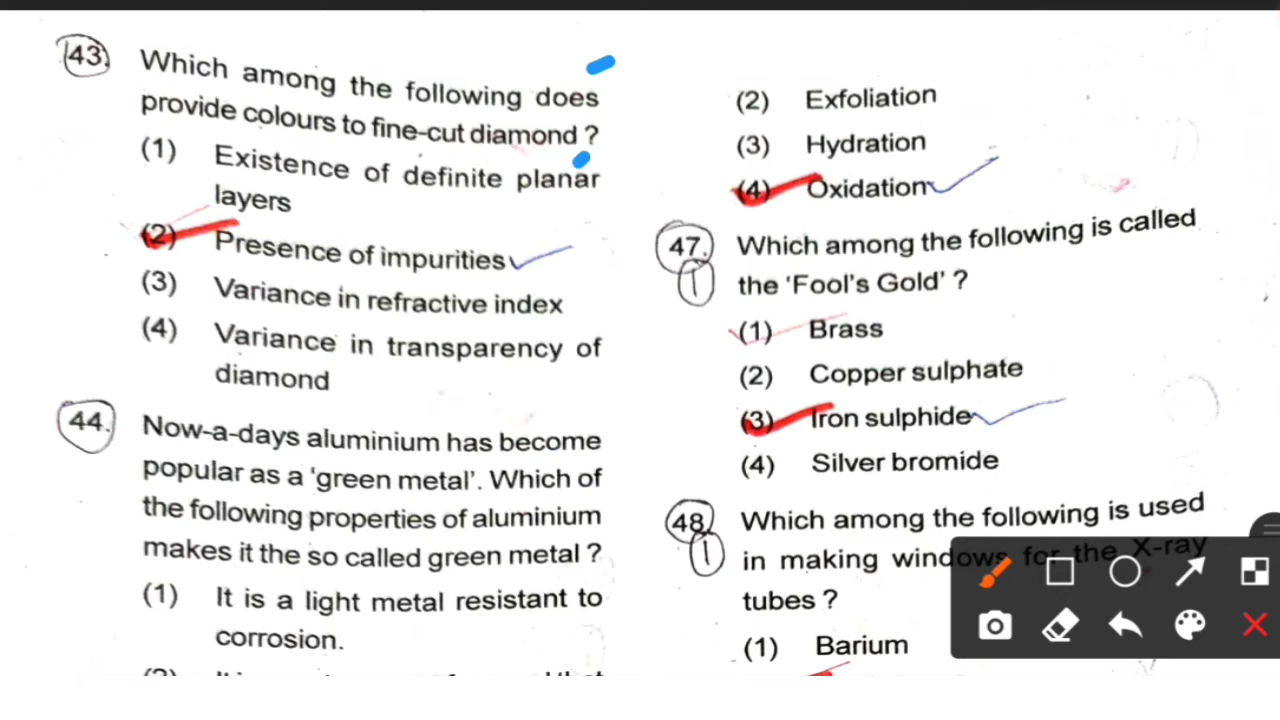 43.
Which among the following does
provide colours to fine-cut diamond ?
(1) Existence of definite planar
layers
(2) Presence of impurities
(3) Variance in refractive index
(4) Variance in transparency of
diamond
44.
Now-a-days aluminium has become
popular as a 'green metal'. Which of
the following properties of aluminium
makes it the so called green metal ?
(1) It is a light metal resistant to
corrosion.
(2) Exfoliation
(3) Hydration
(4) Oxidation
47. Which among the following is called
1 the 'Fool's Gold' ?
(1) Brass
(2) Copper sulphate
(3) Iron sulphide
(4) Silver bromide
48. Which among the following is used
1 in making windows for the X-ray
tubes ?
(1) Barium